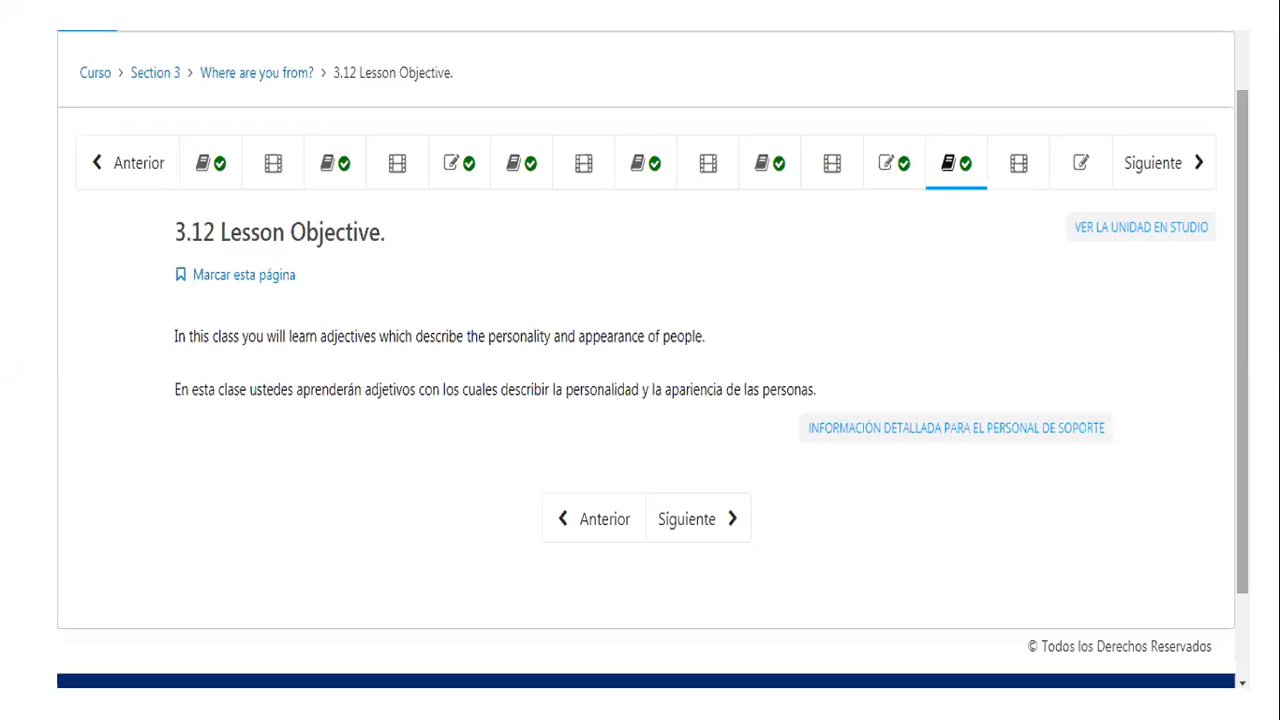 Curso > Section 3 > Where are you from? > 3.12 Lesson Objective.
Anterior
Siguiente
3.12 Lesson Objective.
VER LA UNIDAD EN STUDIO
Marcar esta página
In this class you will learn adjectives which describe the personality and appearance of people.
En esta clase ustedes aprenderán adjetivos con los cuales describir la personalidad y la apariencia de las personas.
INFORMACIÓN DETALLADA PARA EL PERSONAL DE SOPORTE
Anterior
Siguiente
© Todos los Derechos Reservados